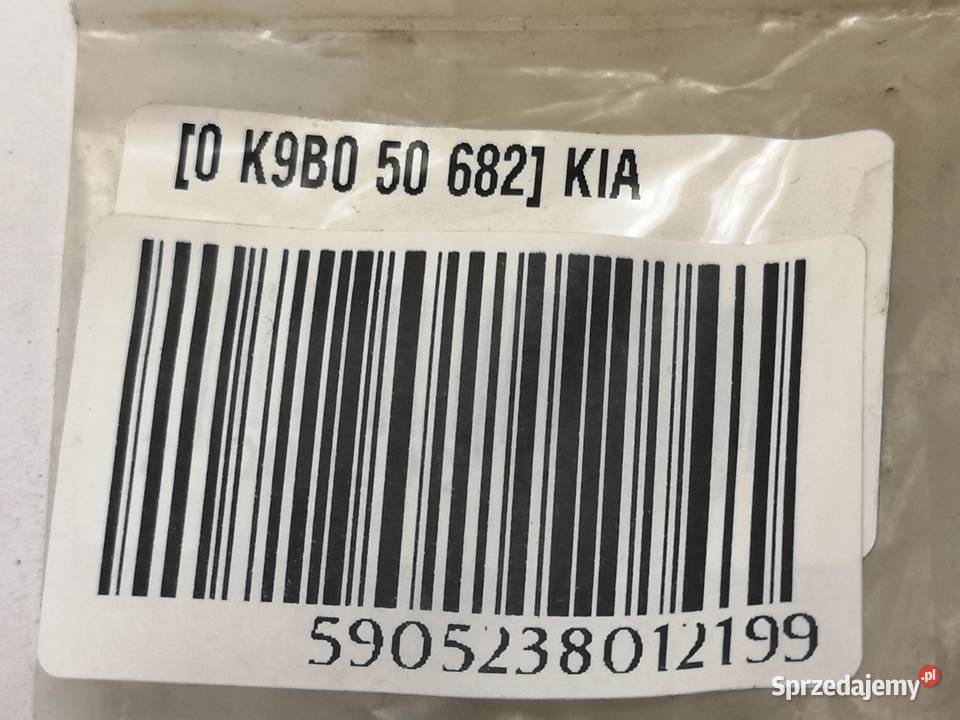 [0 K9B0 50 682] KIA
5905238012199
Sprzedajemy.pl